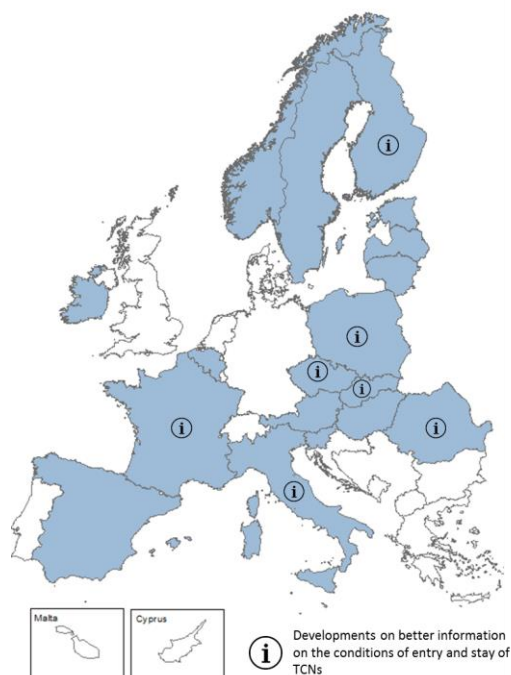 i
i
i
i
i
i
i
Malta
Cyprus
i
Developments on better information
on the conditions of entry and stay of
TCNs